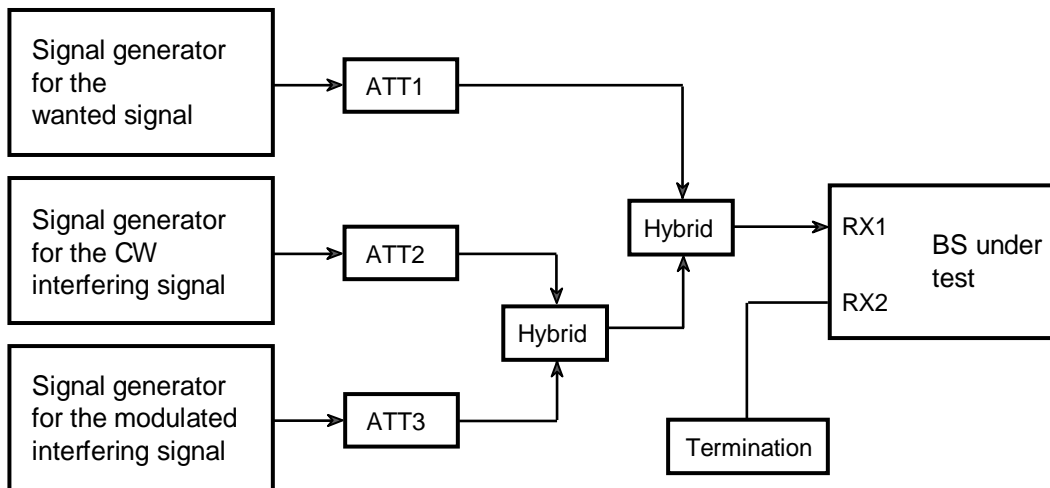 Signal generator
for the
wanted signal
ATT1
Signal generator
for the CW
interfering signal
ATT2
Hybrid
Hybrid
RX1
RX2
BS under
test
Signal generator
for the modulated
interfering signal
ATT3
Termination